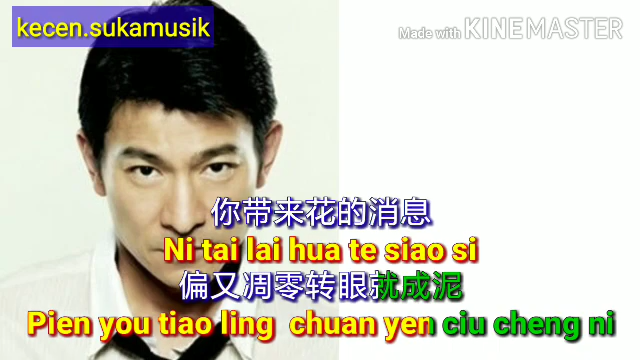 kecen.sukamusik
Made with KINEMASTER
你带来花的消息
Ni tai lai hua te siao si
偏又凋零转眼就成泥
Pien you tiao ling chuan yen ciu cheng ni